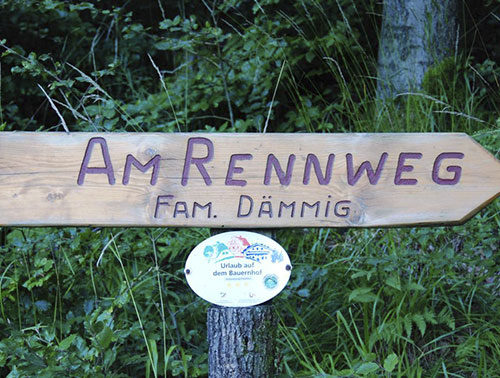 AM RENNWEG
FAM. DÄMMIG
Urlaub auf
dem Bauernhof